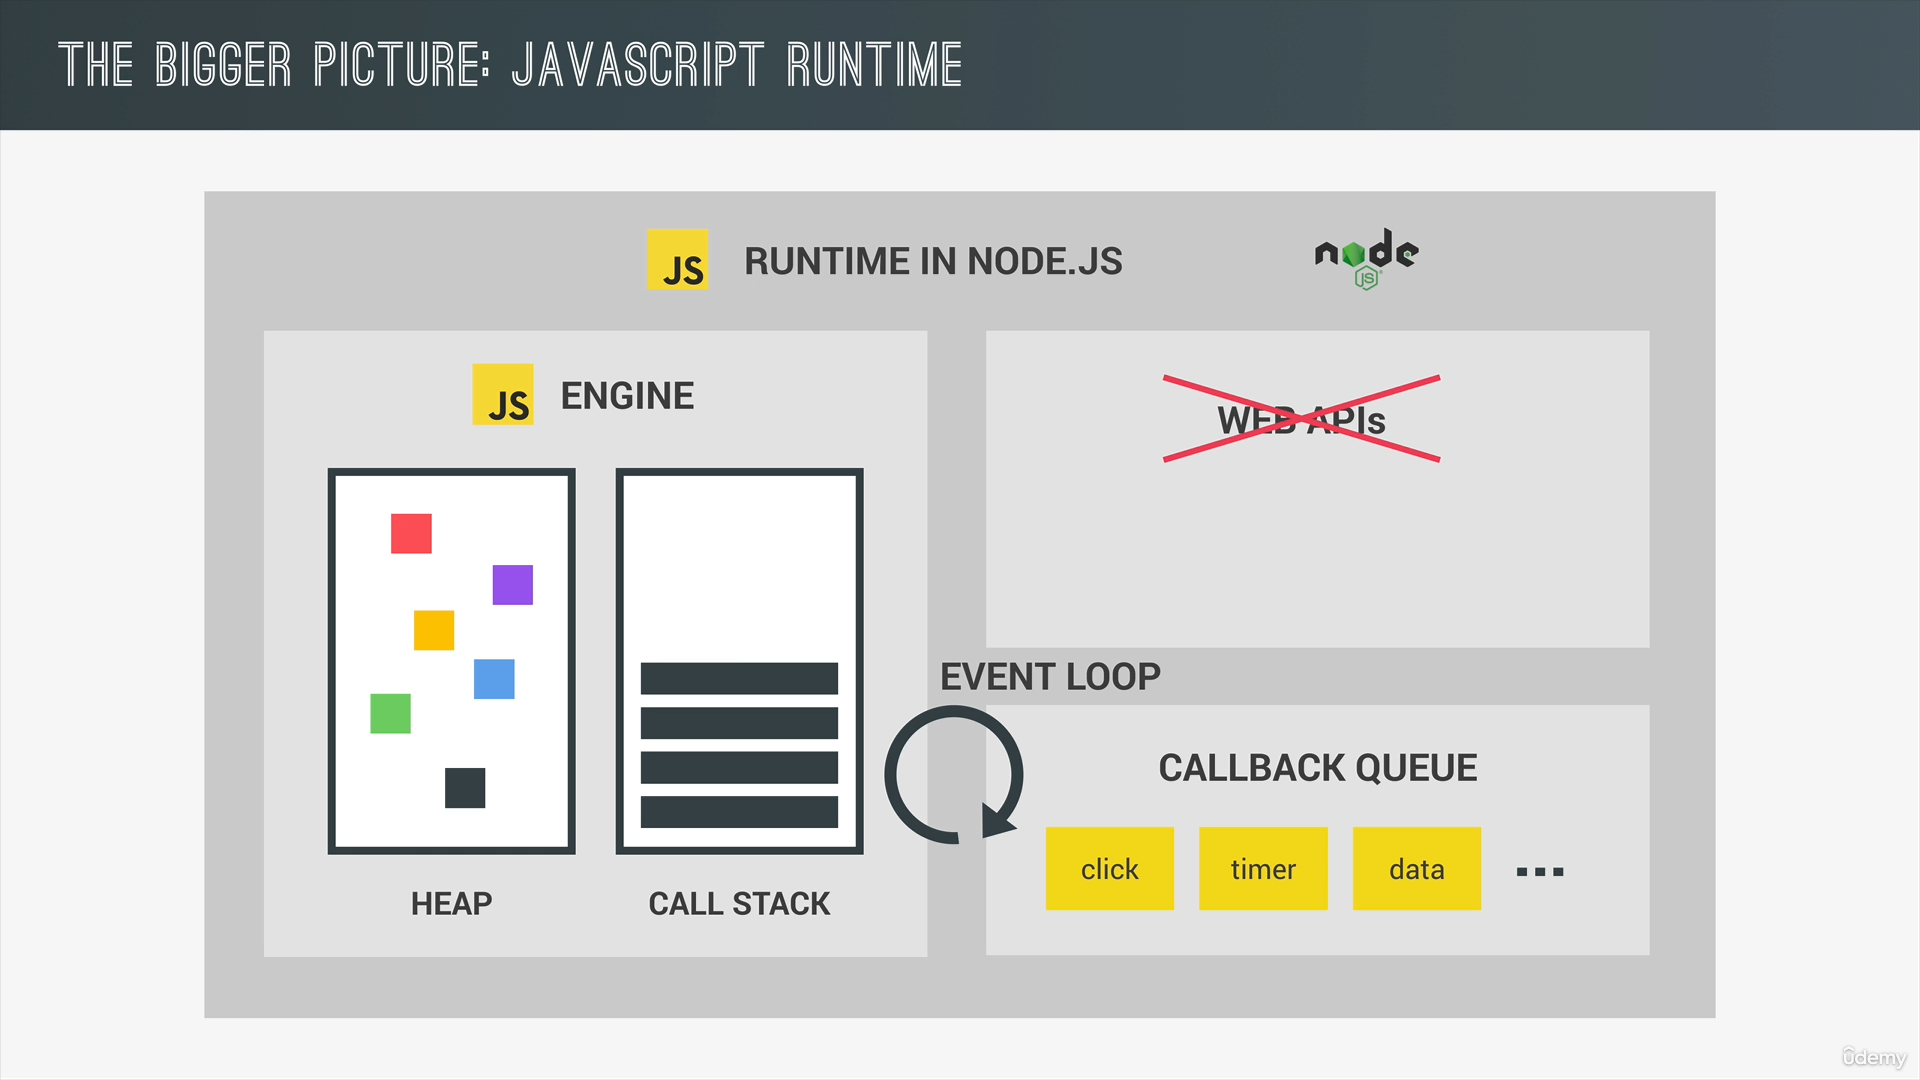 THE BIGGER PICTURE: JAVASCRIPT RUNTIME
JS RUNTIME IN NODE.JS
node
JS
JS ENGINE
WEB APIs
HEAP
CALL STACK
EVENT LOOP
CALLBACK QUEUE
click timer data ...
ûdemy